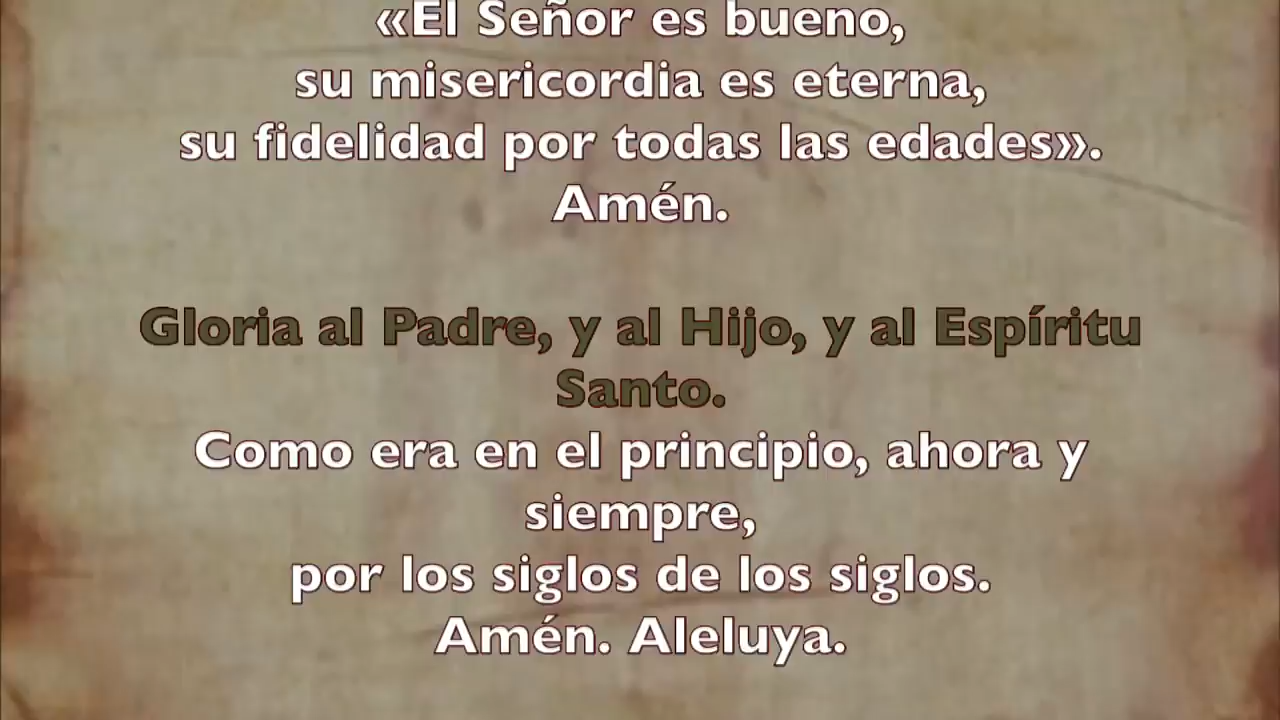 «El Señor es bueno,
su misericordia es eterna,
su fidelidad por todas las edades».
Amén.
Gloria al Padre, y al Hijo, y al Espíritu
Santo.
Como era en el principio, ahora y
siempre,
por los siglos de los siglos.
Amén. Aleluya.